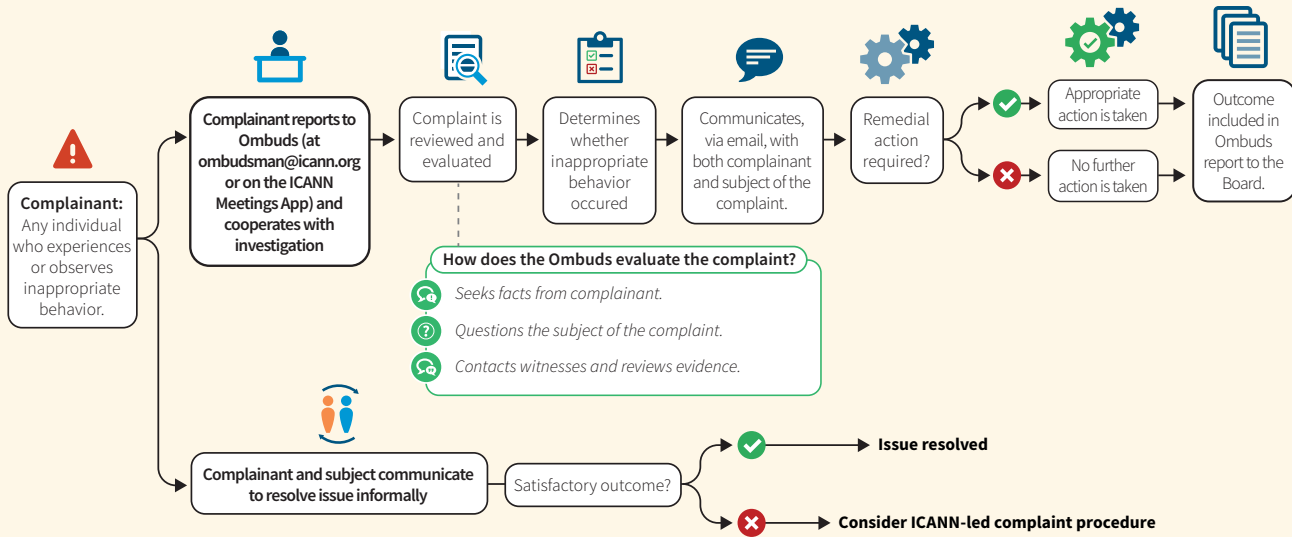 Complainant:
Any individual
who experiences
or observes
inappropriate
behavior.
Complainant reports to
Ombuds (at
ombudsman@icann.org
or on the ICANN
Meetings App) and
cooperates with
investigation
Complaint is
reviewed and
evaluated
Determines
whether
inappropriate
behavior
occured
Communicates,
via email, with
both complainant
and subject of the
complaint.
Remedial
action
required?
Appropriate
action is taken
No further
action is taken
Outcome
included in
Ombuds
report to the
Board.
How does the Ombuds evaluate the complaint?
Seeks facts from complainant.
?
Questions the subject of the complaint.
Contacts witnesses and reviews evidence.
Complainant and subject communicate
to resolve issue informally
Satisfactory outcome?
Issue resolved
Consider ICANN-led complaint procedure